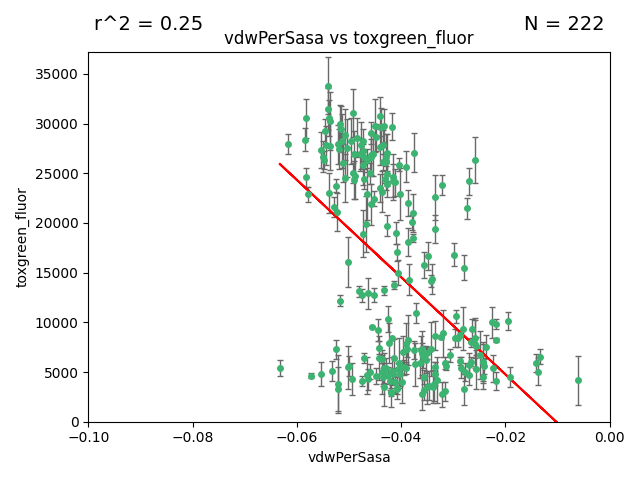 r^2 = 0.25
N = 222
vdwPerSasa vs toxgreen_fluor
35000
30000
25000
20000
15000
10000
5000
0
toxgreen_fluor
−0.10
−0.08
−0.06
−0.04
−0.02
0.00
vdwPerSasa